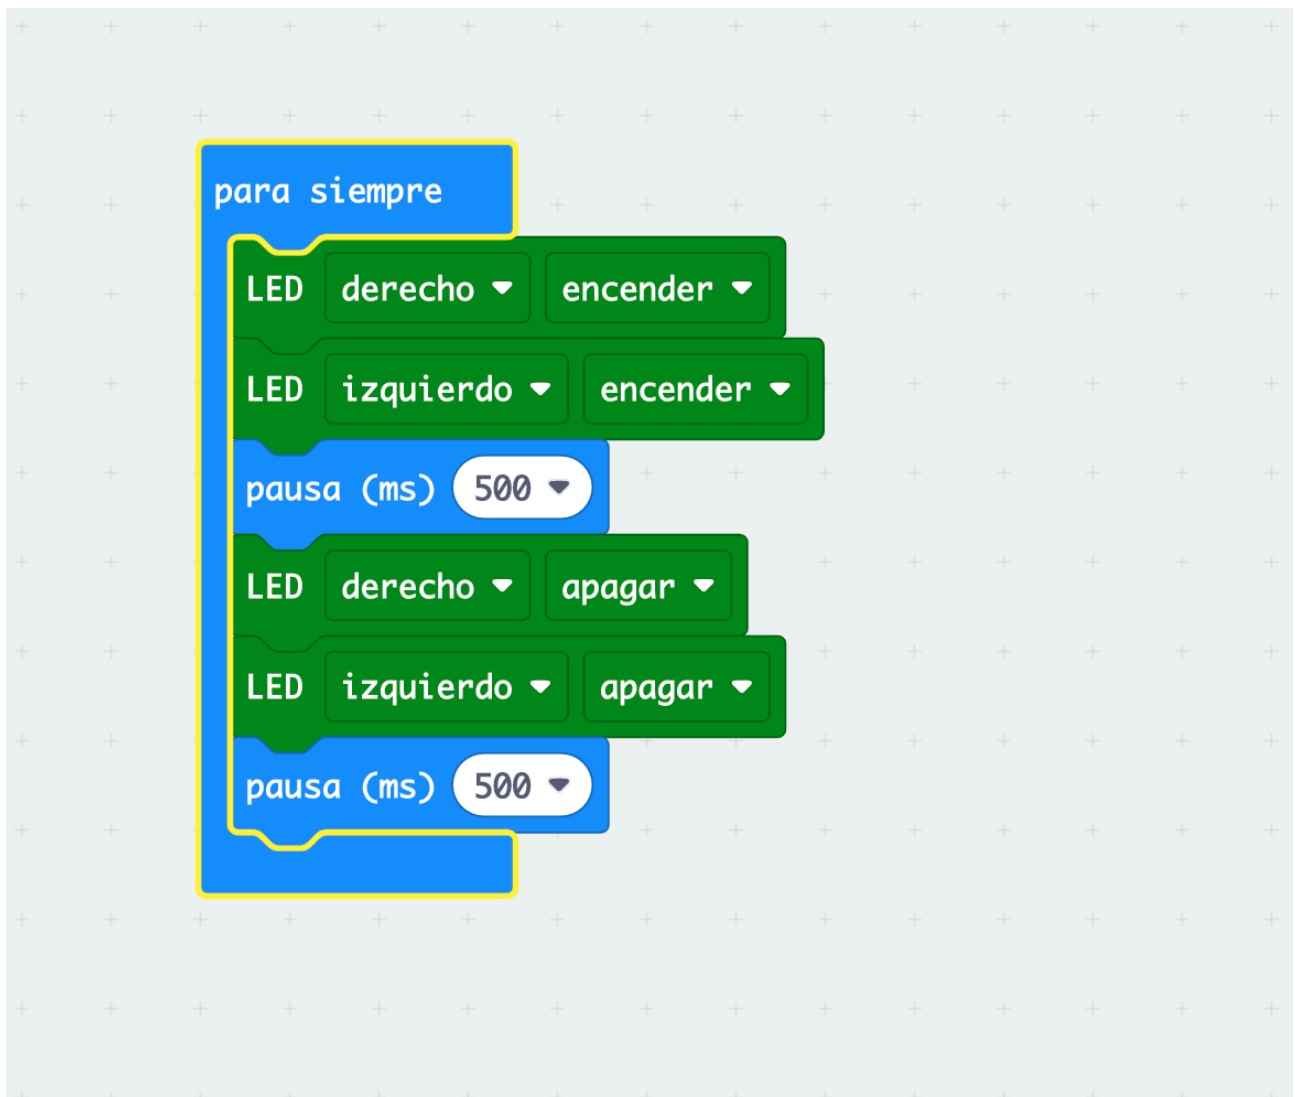 para siempre
LED derecho encender
LED izquierdo encender
pausa (ms) 500
LED derecho apagar
LED izquierdo apagar
pausa (ms) 500